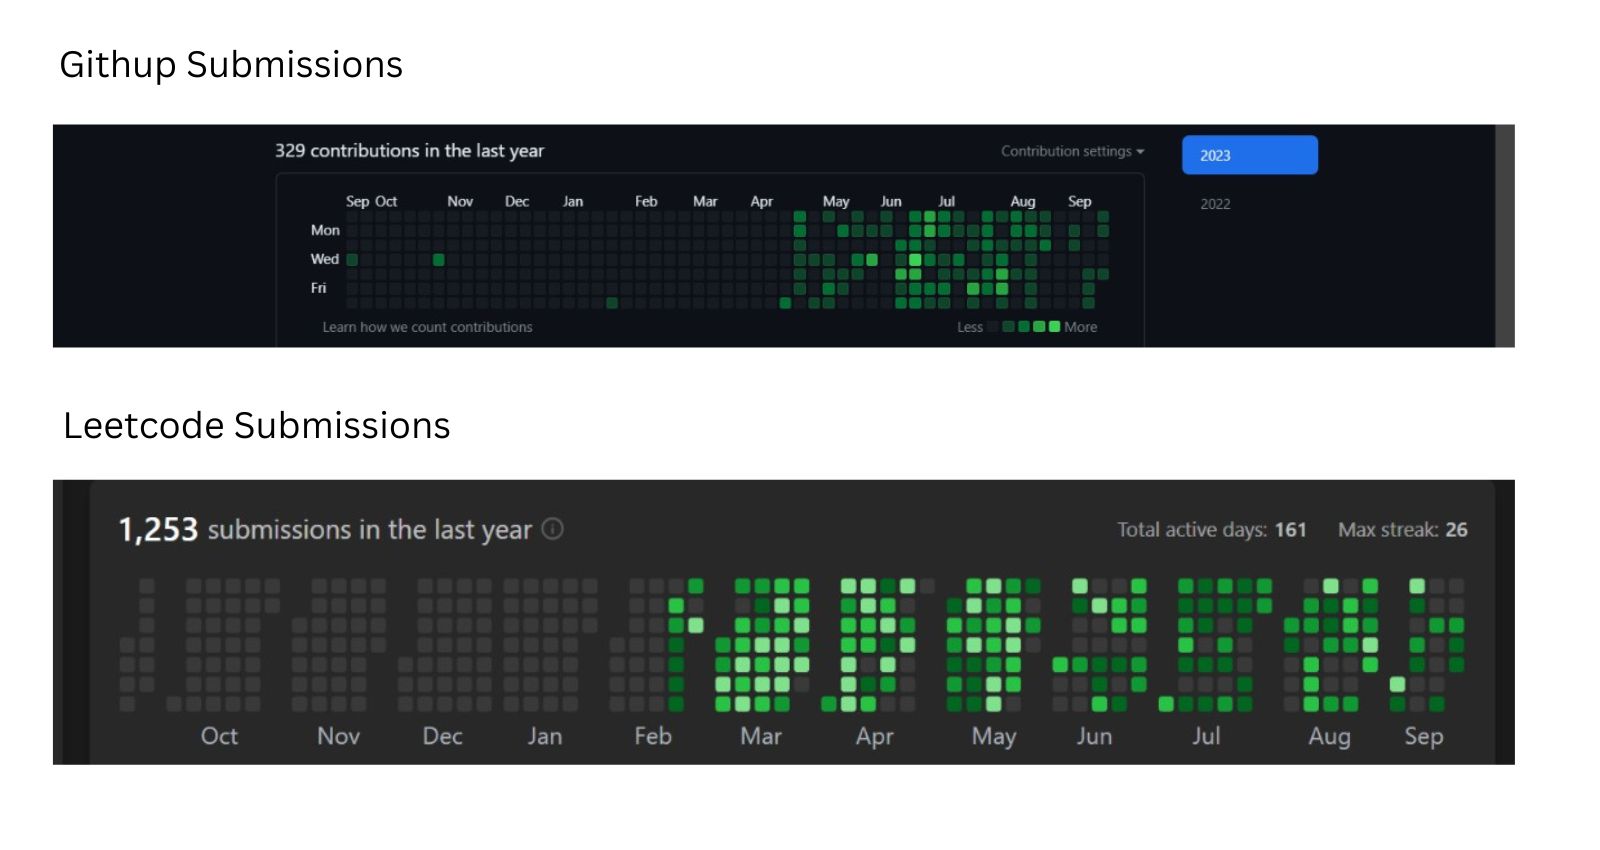 Githup Submissions
329 contributions in the last year
Contribution settings
2023
2022
Sep Oct Nov Dec Jan Feb Mar Apr May Jun Jul Aug Sep
Mon
Wed
Fri
Learn how we count contributions
Less More
Leetcode Submissions
1,253 submissions in the last year
Total active days: 161 Max streak: 26
Oct Nov Dec Jan Feb Mar Apr May Jun Jul Aug Sep